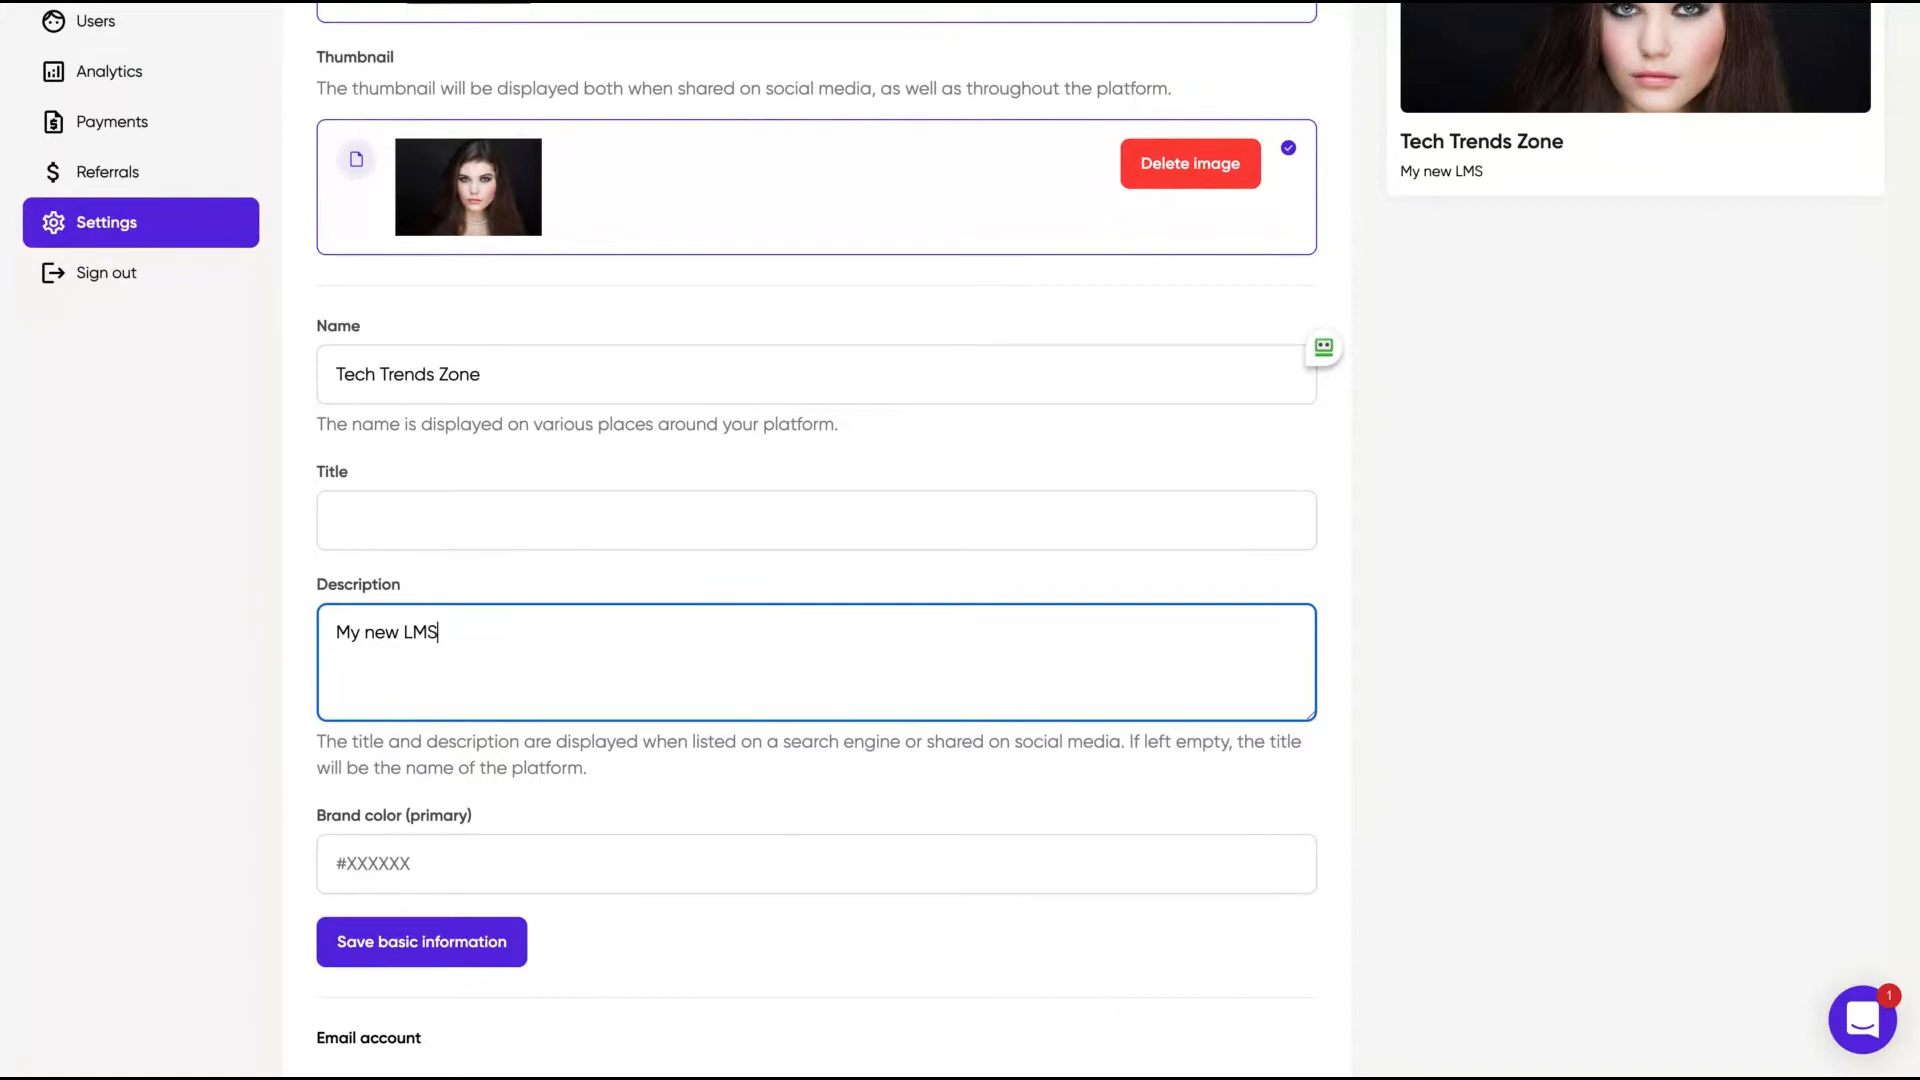 Users
Analytics
Payments
Referrals
Settings
Sign out
Thumbnail
The thumbnail will be displayed both when shared on social media, as well as throughout the platform.
Delete image
Name
Tech Trends Zone
The name is displayed on various places around your platform.
Title
Description
My new LMS
The title and description are displayed when listed on a search engine or shared on social media. If left empty, the title
will be the name of the platform.
Brand color (primary)
#XXXXXX
Save basic information
Email account
Tech Trends Zone
My new LMS
1